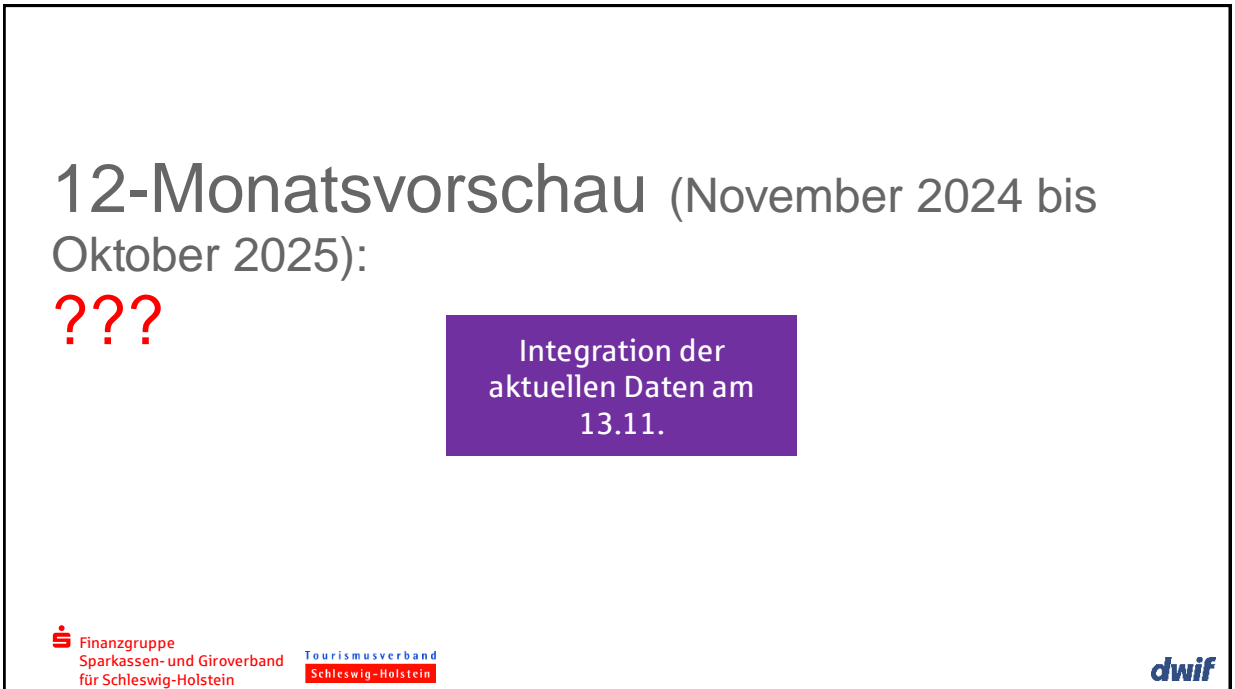 12-Monatsvorschau (November 2024 bis
Oktober 2025):
???
Integration der
aktuellen Daten am
13.11.
Finanzgruppe
Sparkassen- und Giroverband
für Schleswig-Holstein
Tourismusverband
Schleswig-Holstein
dwif